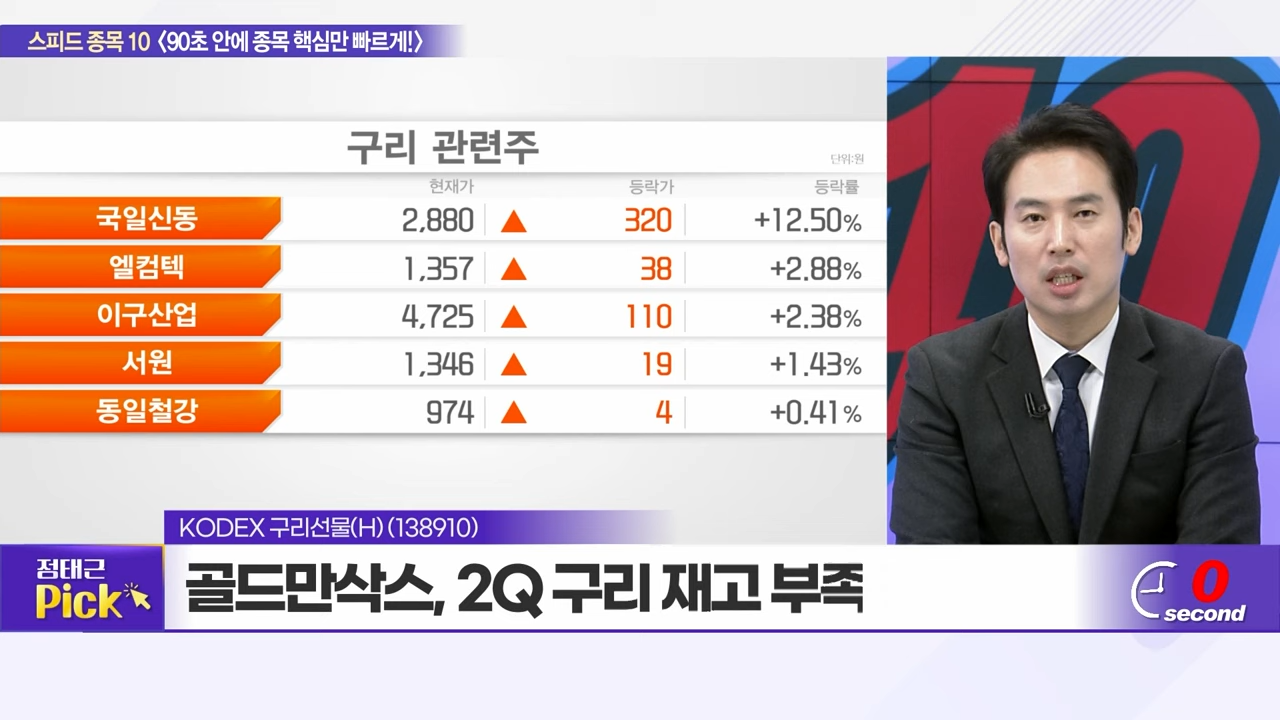 스피드 종목 10 <90초 안에 종목 핵심만 빠르게!>
구리 관련주
단위:원
현재가 등락가 등락률
국일신동 2,880 ▲ 320 +12.50%
엘컴텍 1,357 ▲ 38 +2.88%
이구산업 4,725 ▲ 110 +2.38%
서원 1,346 ▲ 19 +1.43%
동일철강 974 ▲ 4 +0.41%
10
KODEX 구리선물(H) (138910)
정태근
Pick
골드만삭스, 2Q 구리 재고 부족
0
second